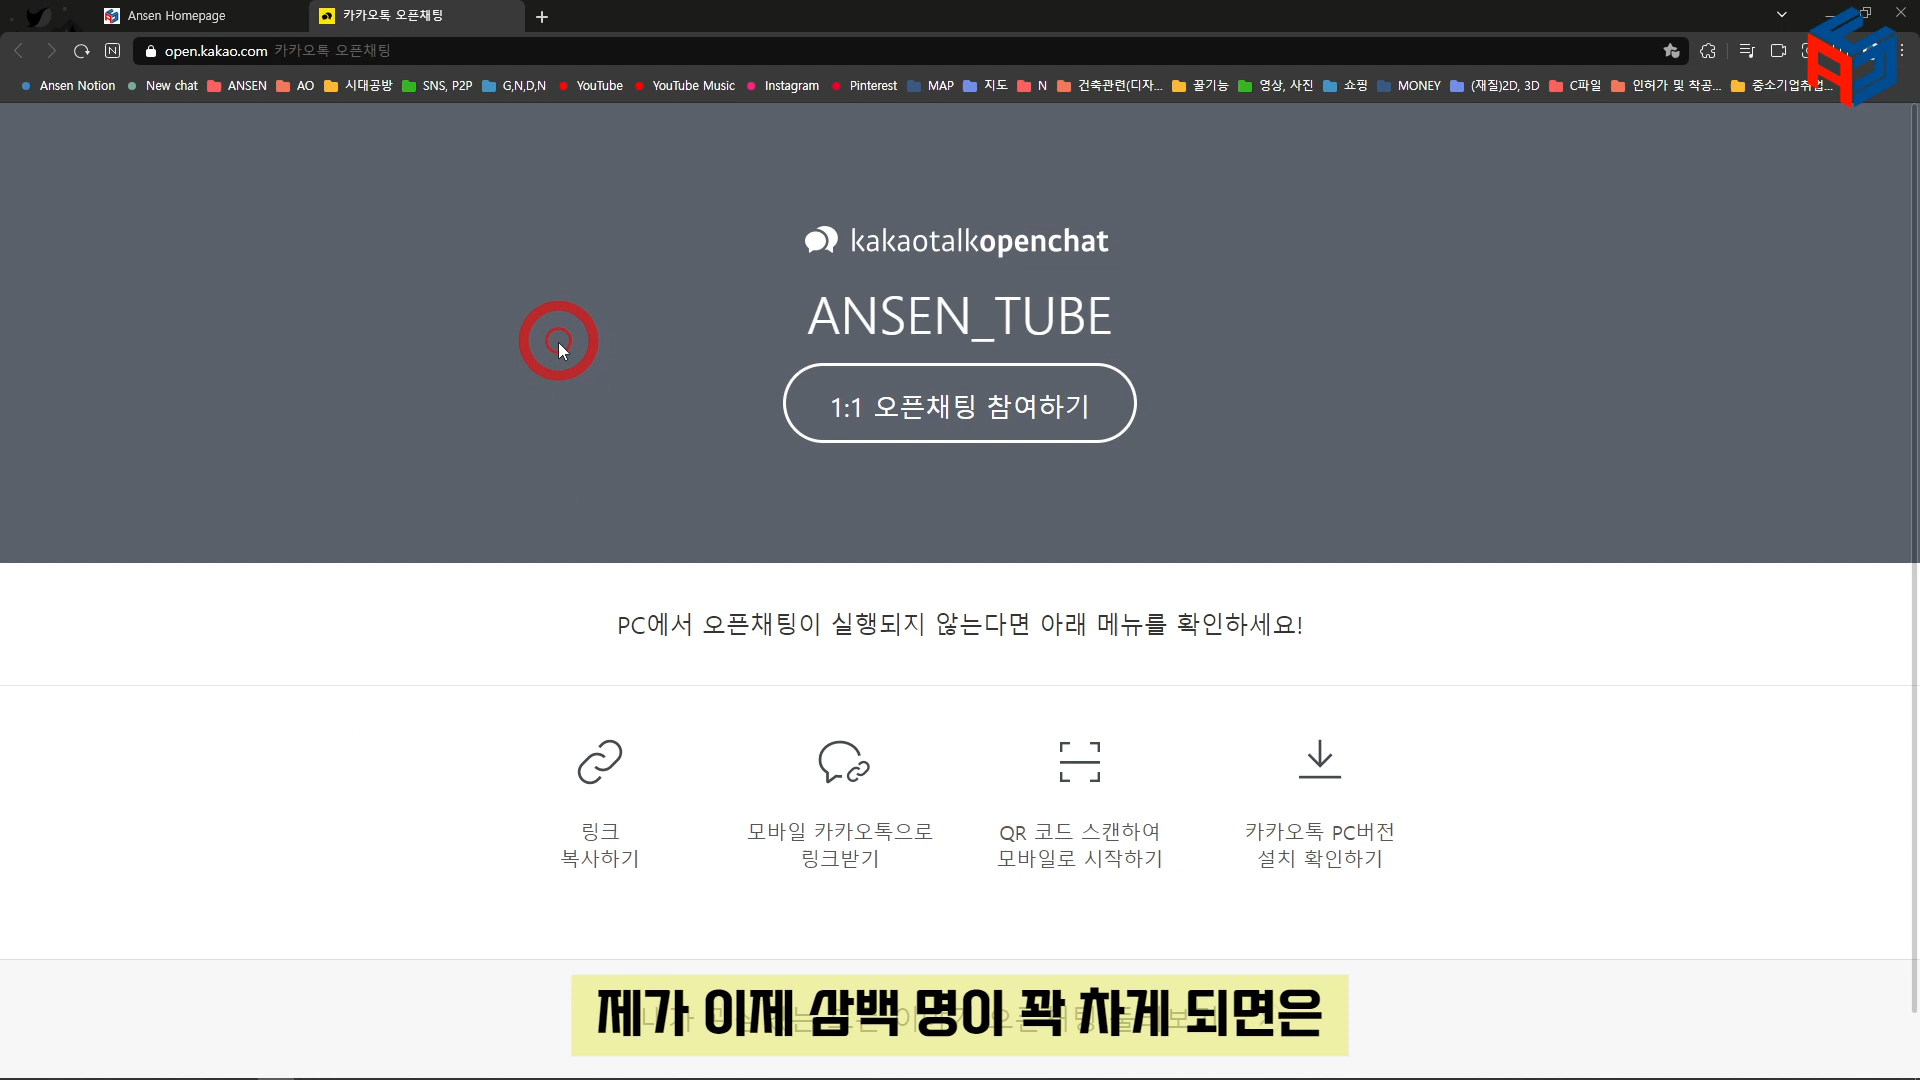 Ansen Homepage
카카오톡 오픈채팅
open.kakao.com 카카오톡 오픈채팅
Ansen Notion New chat ANSEN AO 시대공방 SNS, P2P G,N,D,N YouTube YouTube Music Instagram Pinterest MAP 지도 N 건축관련(디자... 꿀기능 영상, 사진 쇼핑 MONEY (재질)2D, 3D C파일 인허가 및 착공... 중소기업취업...
kakaotalkopenchat
ANSEN_TUBE
1:1 오픈채팅 참여하기
PC에서 오픈채팅이 실행되지 않는다면 아래 메뉴를 확인하세요!
링크
복사하기
모바일 카카오톡으로
링크받기
QR 코드 스캔하여
모바일로 시작하기
카카오톡 PC버전
설치 확인하기
제가 이제 삼백 명이 꽉 차게 되면은